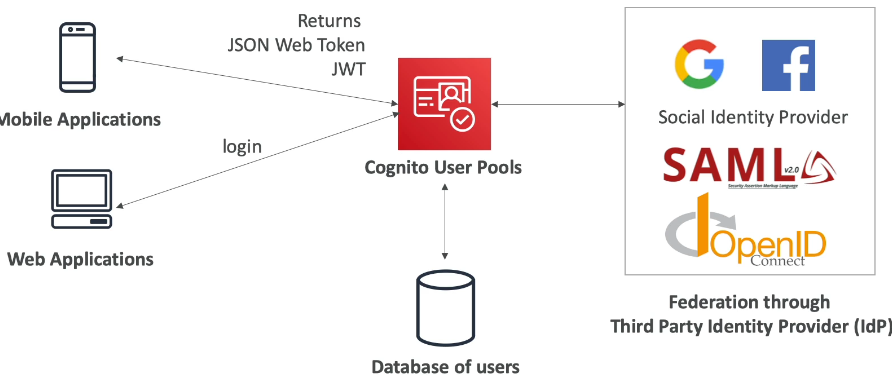 Returns
JSON Web Token
JWT
Mobile Applications
login
Cognito User Pools
Web Applications
Database of users
Social Identity Provider
SAML v2.0
Security Assertion Markup Language
OpenID
Connect
Federation through
Third Party Identity Provider (IdP)